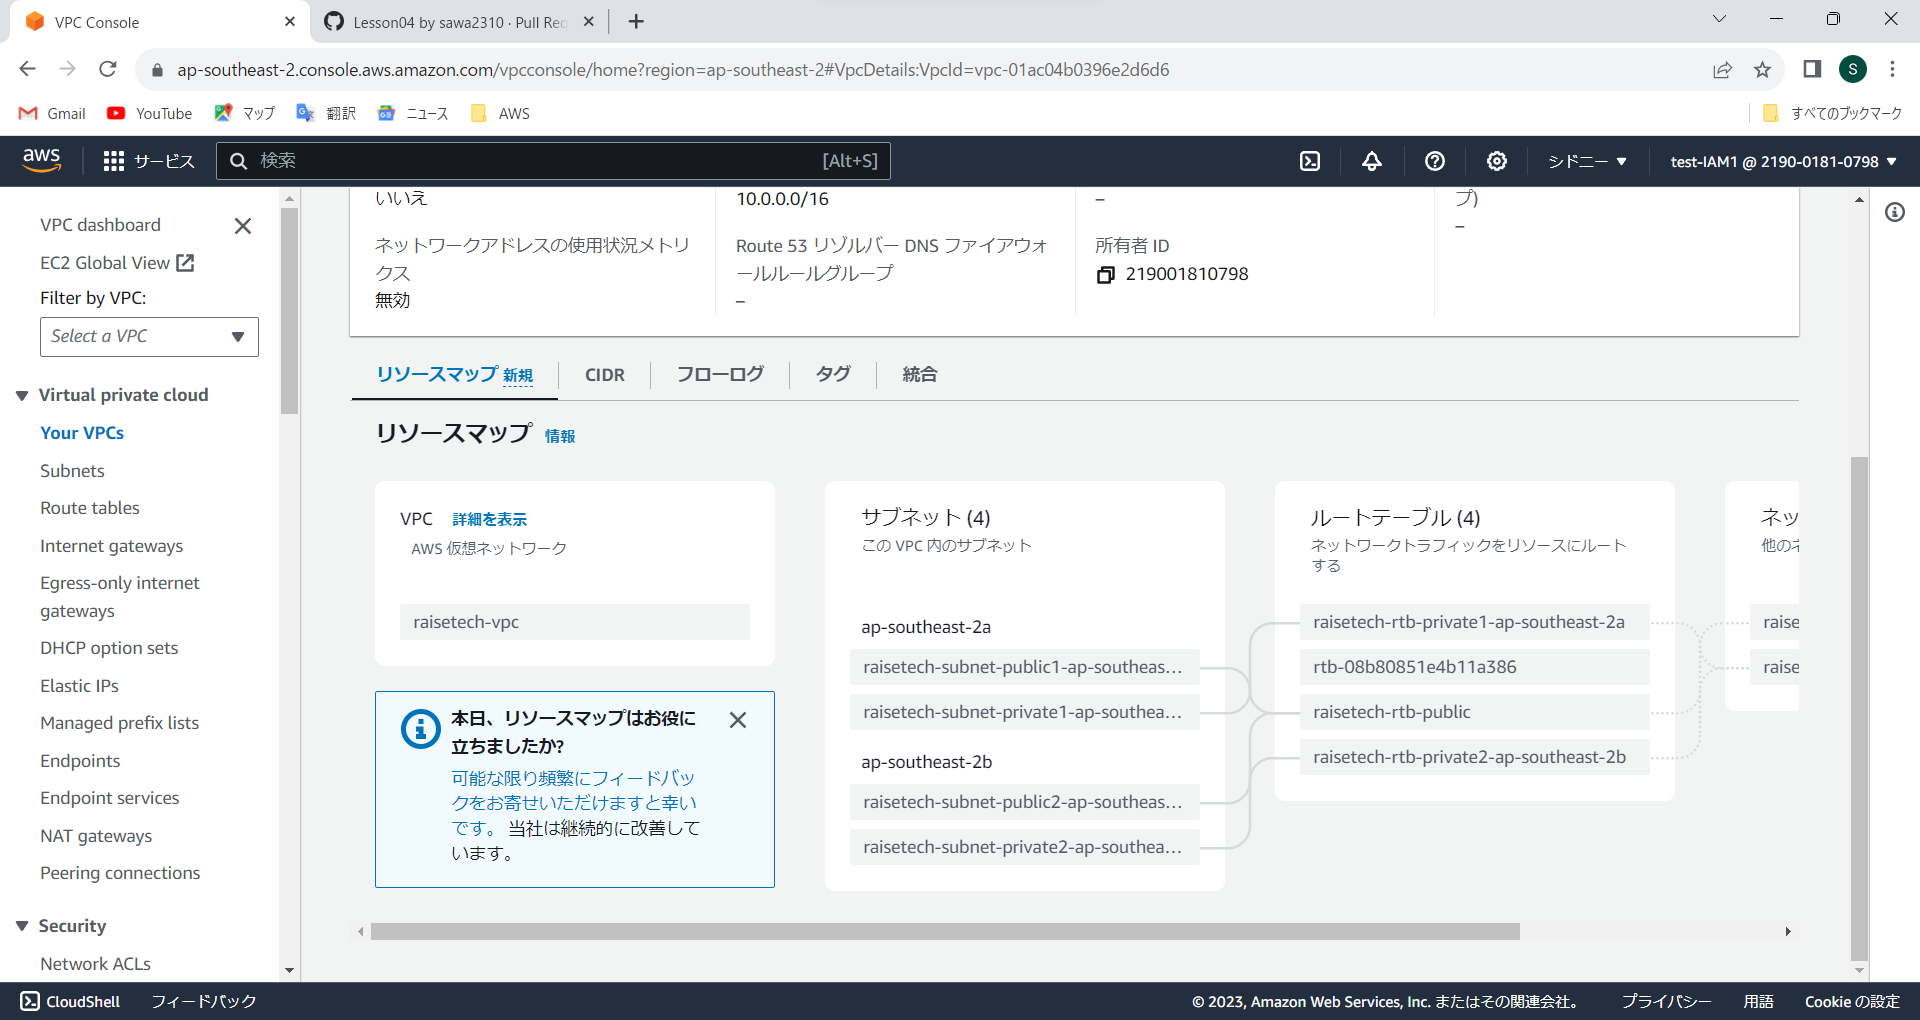 VPC Console
Lesson04 by sawa2310 · Pull Req
ap-southeast-2.console.aws.amazon.com/vpcconsole/home?region=ap-southeast-2#VpcDetails:VpcId=vpc-01ac04b0396e2d6d6
S
Gmail
YouTube
マップ
翻訳
ニュース
AWS
すべてのブックマーク
aws
サービス
検索
[Alt+S]
シドニー
test-IAM1 @ 2190-0181-0798
VPC dashboard
EC2 Global View
Filter by VPC:
Select a VPC
Virtual private cloud
Your VPCs
Subnets
Route tables
Internet gateways
Egress-only internet
gateways
DHCP option sets
Elastic IPs
Managed prefix lists
Endpoints
Endpoint services
NAT gateways
Peering connections
Security
Network ACLs
いいえ
10.0.0.0/16
–
プ)
–
ネットワークアドレスの使用状況メトリ
クス
無効
Route 53 リゾルバー DNS ファイアウォ
ールルールグループ
–
所有者 ID
219001810798
リソースマップ 新規
CIDR
フローログ
タグ
統合
リソースマップ 情報
VPC 詳細を表示
AWS 仮想ネットワーク
raisetech-vpc
本日、リソースマップはお役に
立ちましたか?
可能な限り頻繁にフィードバッ
クをお寄せいただけますと幸い
です。 当社は継続的に改善して
います。
サブネット (4)
この VPC 内のサブネット
ap-southeast-2a
raisetech-subnet-public1-ap-southeas...
raisetech-subnet-private1-ap-southea...
ap-southeast-2b
raisetech-subnet-public2-ap-southeas...
raisetech-subnet-private2-ap-southea...
ルートテーブル (4)
ネットワークトラフィックをリソースにルート
する
raisetech-rtb-private1-ap-southeast-2a
rtb-08b80851e4b11a386
raisetech-rtb-public
raisetech-rtb-private2-ap-southeast-2b
ネッ
他のネ
raise
raise
CloudShell
フィードバック
© 2023, Amazon Web Services, Inc. またはその関連会社。
プライバシー
用語
Cookie の設定